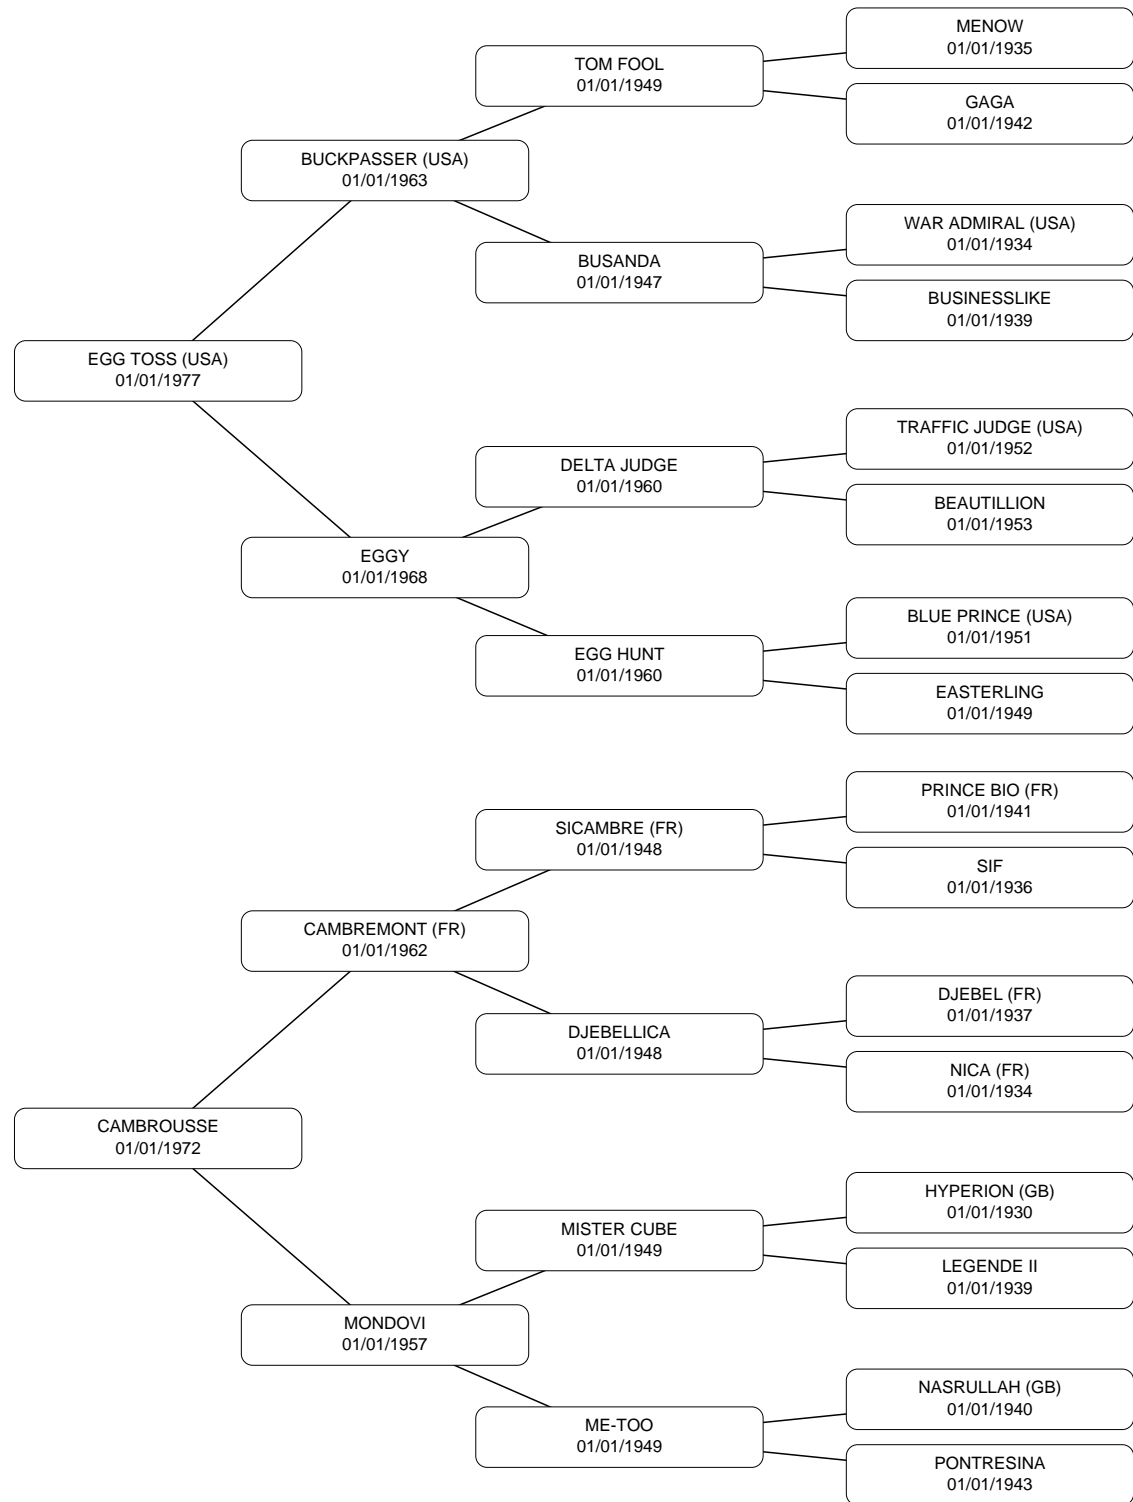 MENOW
01/01/1935
TOM FOOL
01/01/1949
GAGA
01/01/1942
BUCKPASSER (USA)
01/01/1963
WAR ADMIRAL (USA)
01/01/1934
BUSANDA
01/01/1947
BUSINESSLIKE
01/01/1939
EGG TOSS (USA)
01/01/1977
TRAFFIC JUDGE (USA)
01/01/1952
DELTA JUDGE
01/01/1960
BEAUTILLION
01/01/1953
EGGY
01/01/1968
BLUE PRINCE (USA)
01/01/1951
EGG HUNT
01/01/1960
EASTERLING
01/01/1949
PRINCE BIO (FR)
01/01/1941
SICAMBRE (FR)
01/01/1948
SIF
01/01/1936
CAMBREMONT (FR)
01/01/1962
DJEBEL (FR)
01/01/1937
DJEBELLICA
01/01/1948
NICA (FR)
01/01/1934
CAMBROUSSE
01/01/1972
HYPERION (GB)
01/01/1930
MISTER CUBE
01/01/1949
LEGENDE II
01/01/1939
MONDOVI
01/01/1957
NASRULLAH (GB)
01/01/1940
ME-TOO
01/01/1949
PONTRESINA
01/01/1943